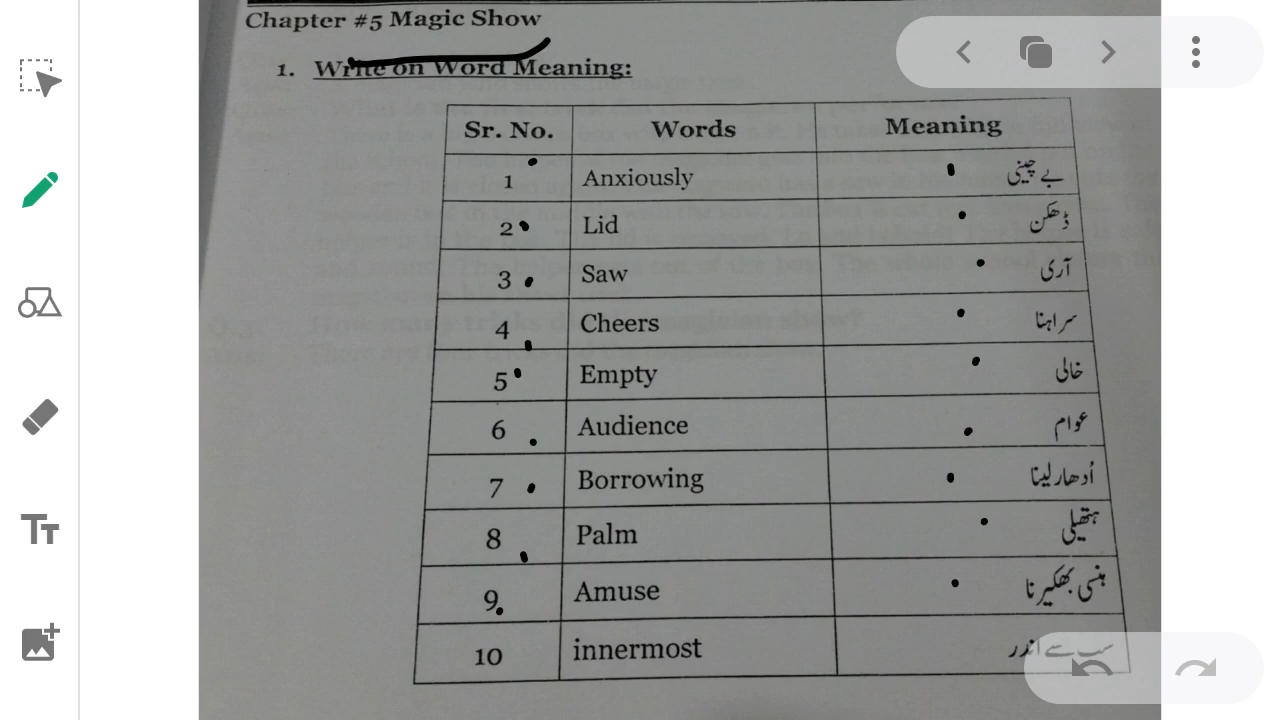 Chapter #5 Magic Show
1. Write on Word Meaning:
Sr. No. Words Meaning
1 Anxiously بے چینی
2 Lid ڈھکن
3 Saw آری
4 Cheers سراہنا
5 Empty خالی
6 Audience عوام
7 Borrowing اُدھار لینا
8 Palm ہتھیلی
9 Amuse ہنسی بھکیرنا
10 innermost سب سے اندر